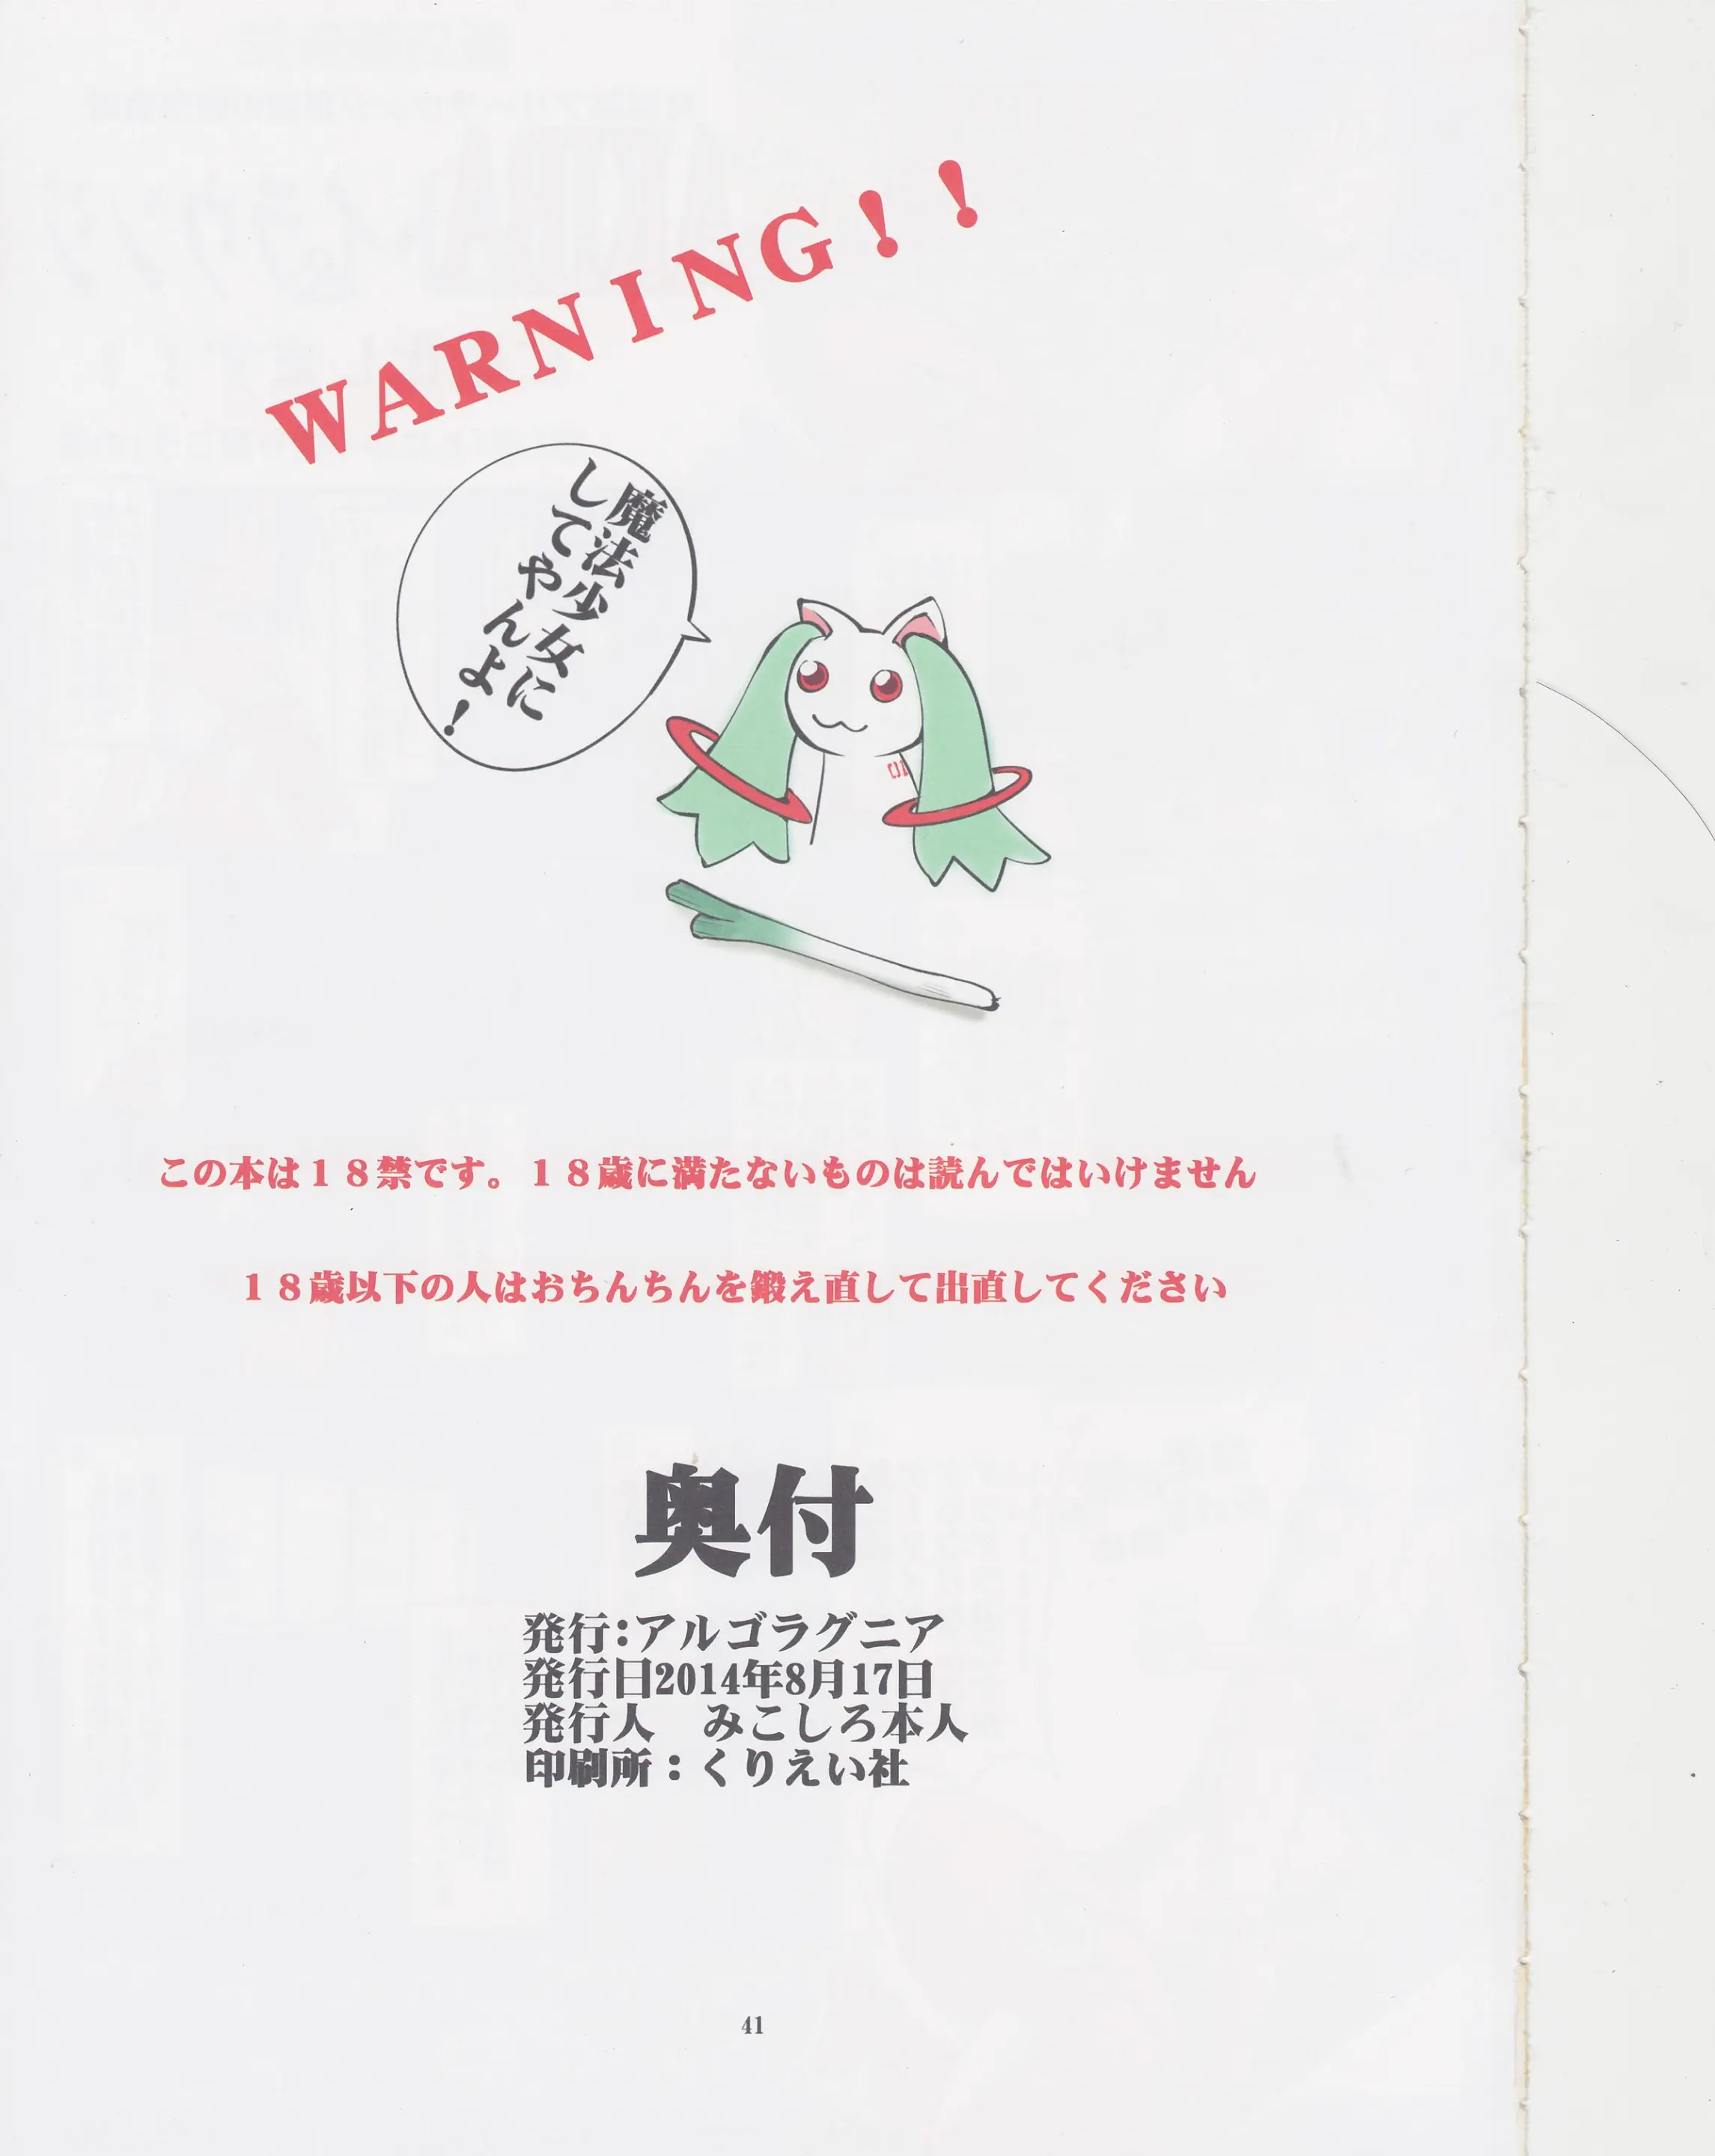 WARNING!!
魔法少女に
してやんよ!
01
この本は18禁です。18歳に満たないものは読んではいけません
18歳以下の人はおちんちんを鍛え直して出直してください
奥付
発行:アルゴラグニア
発行日2014年8月17日
発行人　みこしろ本人
印刷所：くりえい社
41